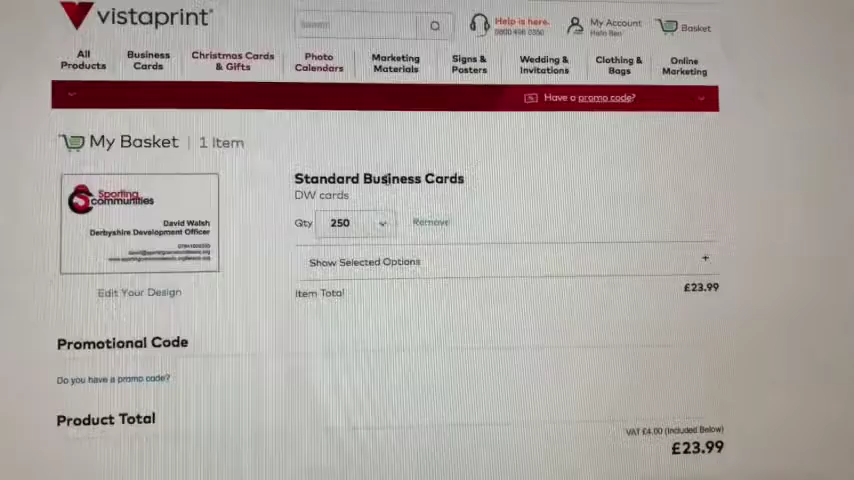 vistaprint
Search
Help is here.
My Account
Hello Ben
Basket
All Products
Business Cards
Christmas Cards & Gifts
Photo Calendars
Marketing Materials
Signs & Posters
Wedding & Invitations
Clothing & Bags
Online Marketing
Have a promo code?
My Basket | 1 Item
Standard Business Cards
DW cards
Sporting
communities
David Walsh
Derbyshire Development Officer
Qty 250 Remove
Show Selected Options +
Edit Your Design
Item Total £23.99
Promotional Code
Do you have a promo code?
Product Total
VAT £4.00 (Included Below)
£23.99